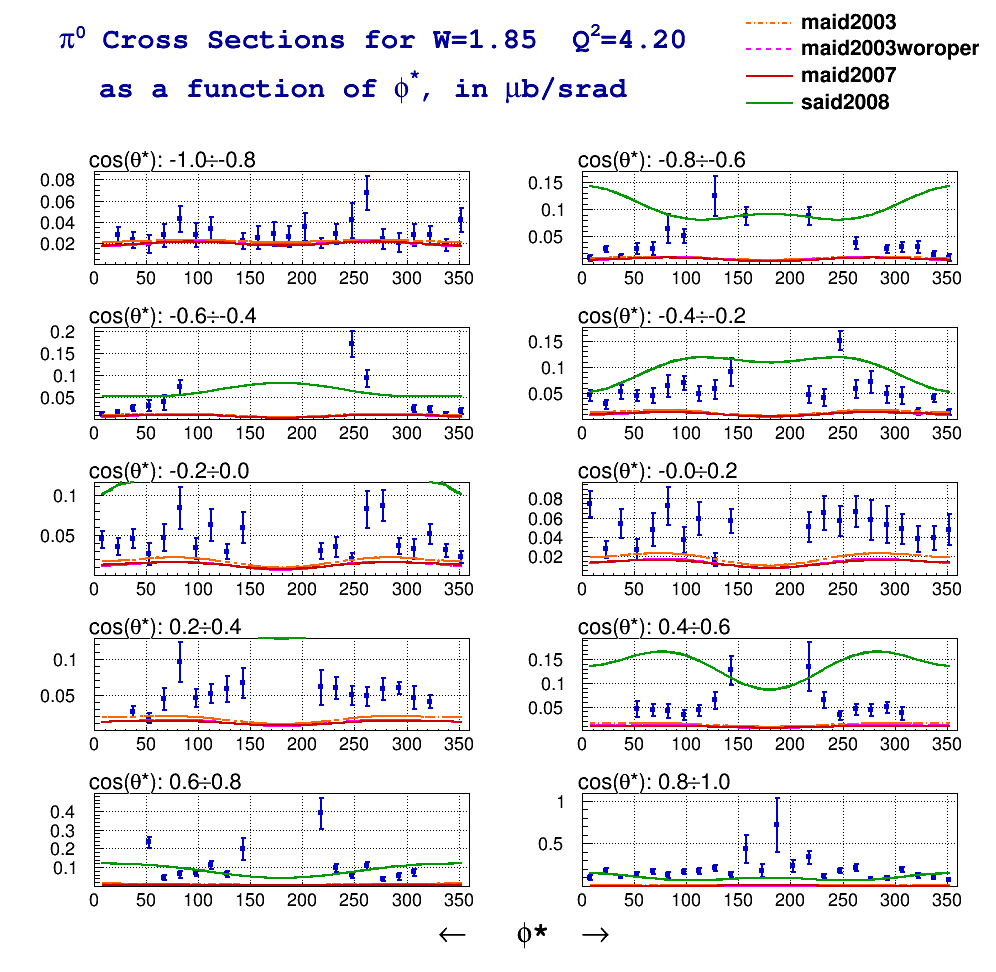 π⁰ Cross Sections for W=1.85 Q²=4.20
as a function of ϕ*, in μb/srad
maid2003
maid2003woroper
maid2007
said2008
cos(θ*): -1.0÷-0.8
0.08
0.06
0.04
0.02
0 50 100 150 200 250 300 350
cos(θ*): -0.8÷-0.6
0.15
0.1
0.05
0 50 100 150 200 250 300 350
cos(θ*): -0.6÷-0.4
0.2
0.15
0.1
0.05
0 50 100 150 200 250 300 350
cos(θ*): -0.4÷-0.2
0.15
0.1
0.05
0 50 100 150 200 250 300 350
cos(θ*): -0.2÷0.0
0.1
0.05
0 50 100 150 200 250 300 350
cos(θ*): -0.0÷0.2
0.08
0.06
0.04
0.02
0 50 100 150 200 250 300 350
cos(θ*): 0.2÷0.4
0.1
0.05
0 50 100 150 200 250 300 350
cos(θ*): 0.4÷0.6
0.15
0.1
0.05
0 50 100 150 200 250 300 350
cos(θ*): 0.6÷0.8
0.4
0.3
0.2
0.1
0 50 100 150 200 250 300 350
cos(θ*): 0.8÷1.0
1
0.5
0 50 100 150 200 250 300 350
← ϕ* →